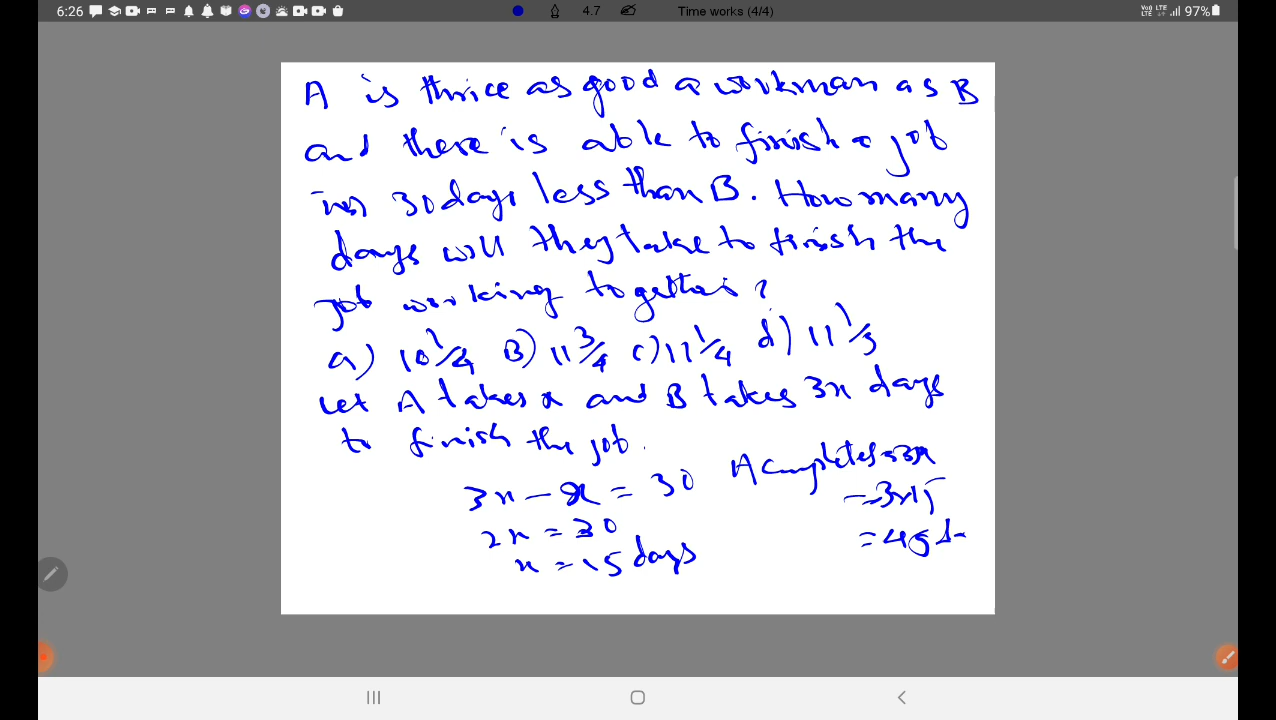 6:26
4.7
Time works (4/4)
VoD LTE
LTE
97%
A is thrice as good a workman as B
and there is able to finish a job
in 30 days less than B. How many
days will they take to finish the
job working together?
a) 10 1/4 B) 11 3/4 c) 11 1/4 d) 11 1/3
Let A takes x and B takes 3x days
to finish the job.
3x - x = 30
2x = 30
x = 15 days
A completes = 3x
= 3x15
= 45